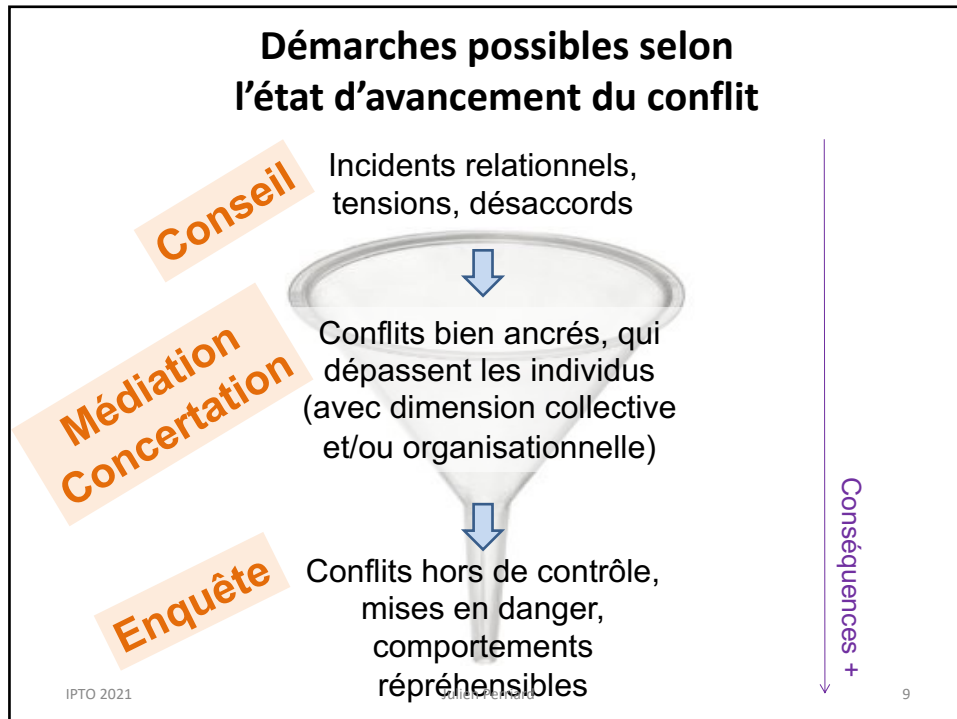 Démarches possibles selon
l’état d’avancement du conflit
Conseil
Incidents relationnels,
tensions, désaccords
Médiation
Concertation
Conflits bien ancrés, qui
dépassent les individus
(avec dimension collective
et/ou organisationnelle)
Enquête
Conflits hors de contrôle,
mises en danger,
comportements
répréhensibles
Conséquences +
IPTO 2021
Julien Perriard
9